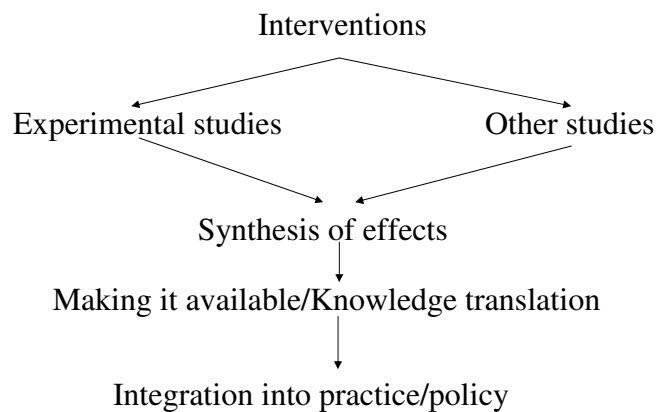 Interventions
Experimental studies
Other studies
Synthesis of effects
Making it available/Knowledge translation
Integration into practice/policy